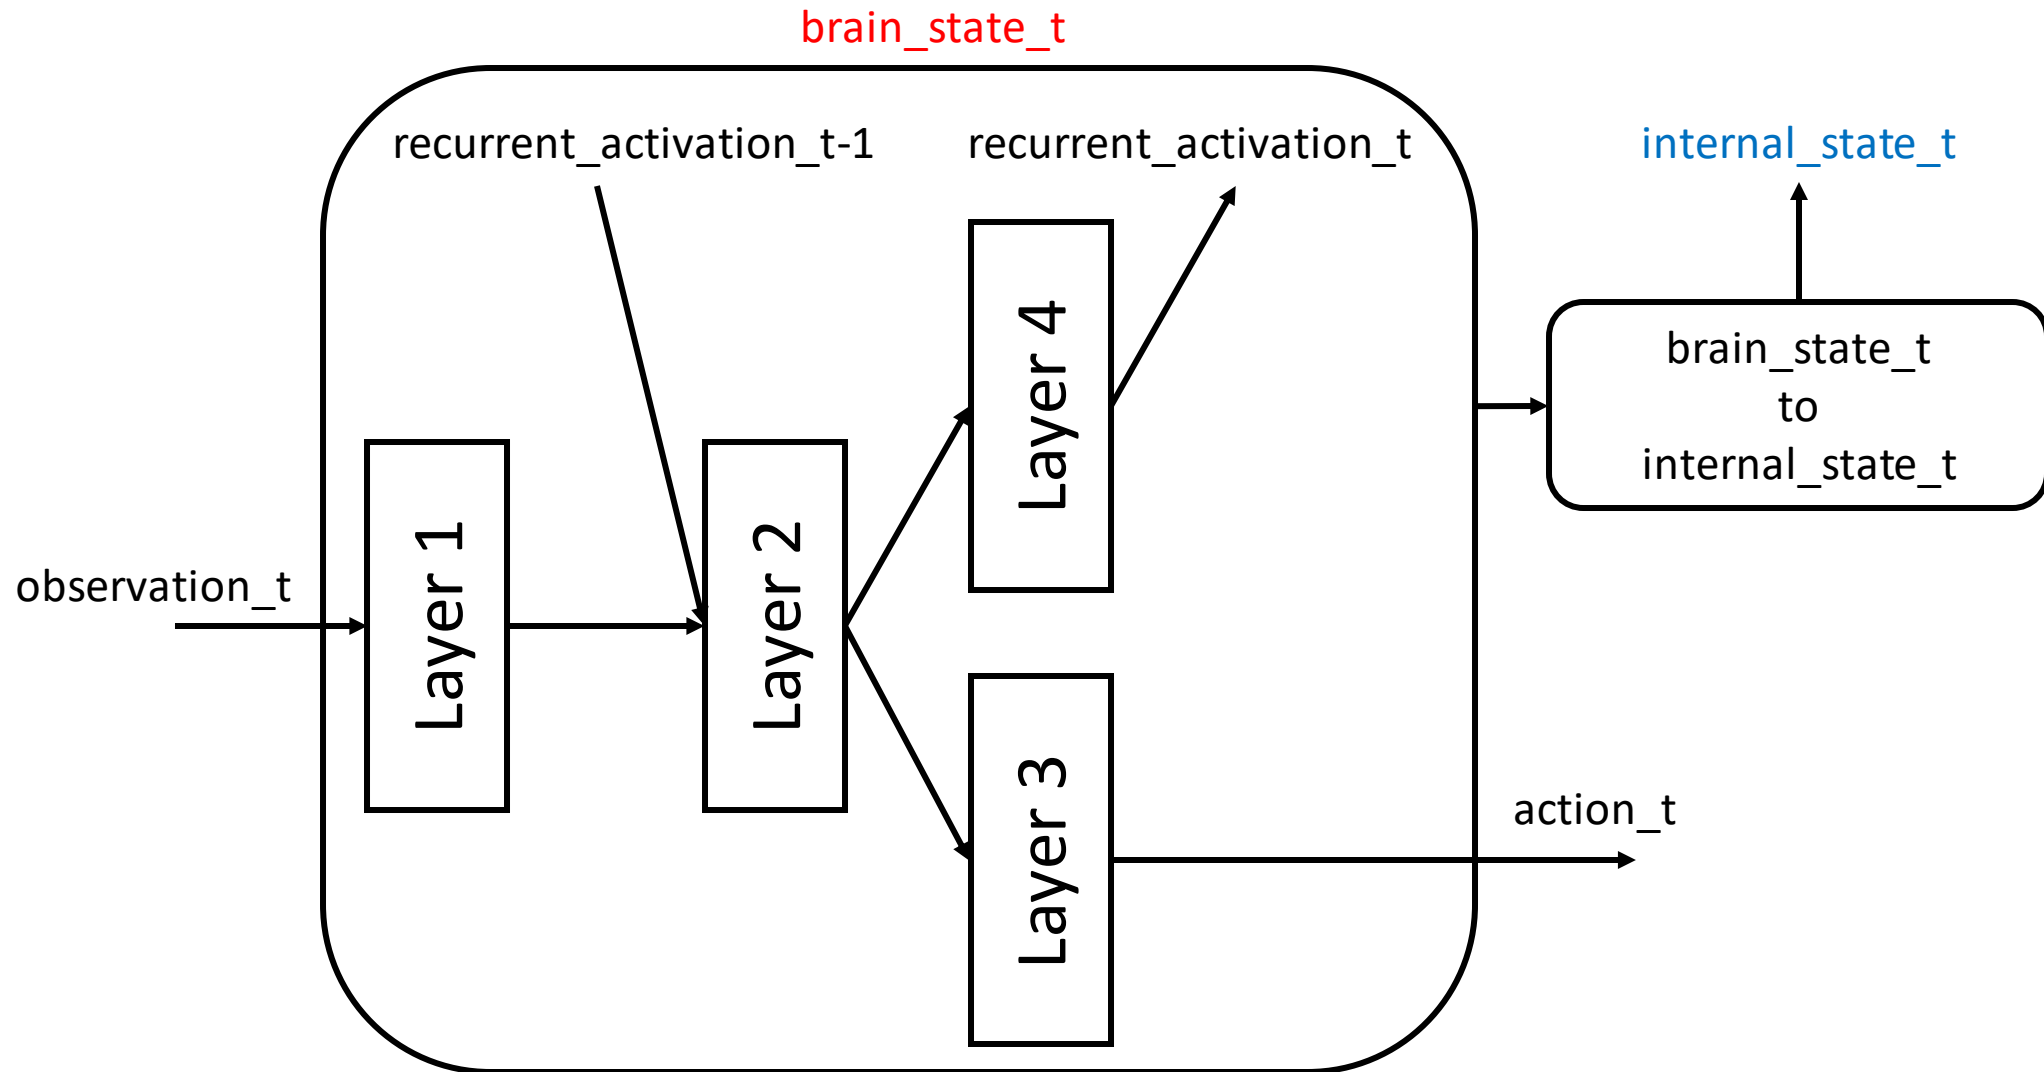 brain_state_t
recurrent_activation_t-1
recurrent_activation_t
internal_state_t
Layer 4
brain_state_t
to
internal_state_t
observation_t
Layer 1
Layer 2
Layer 3
action_t